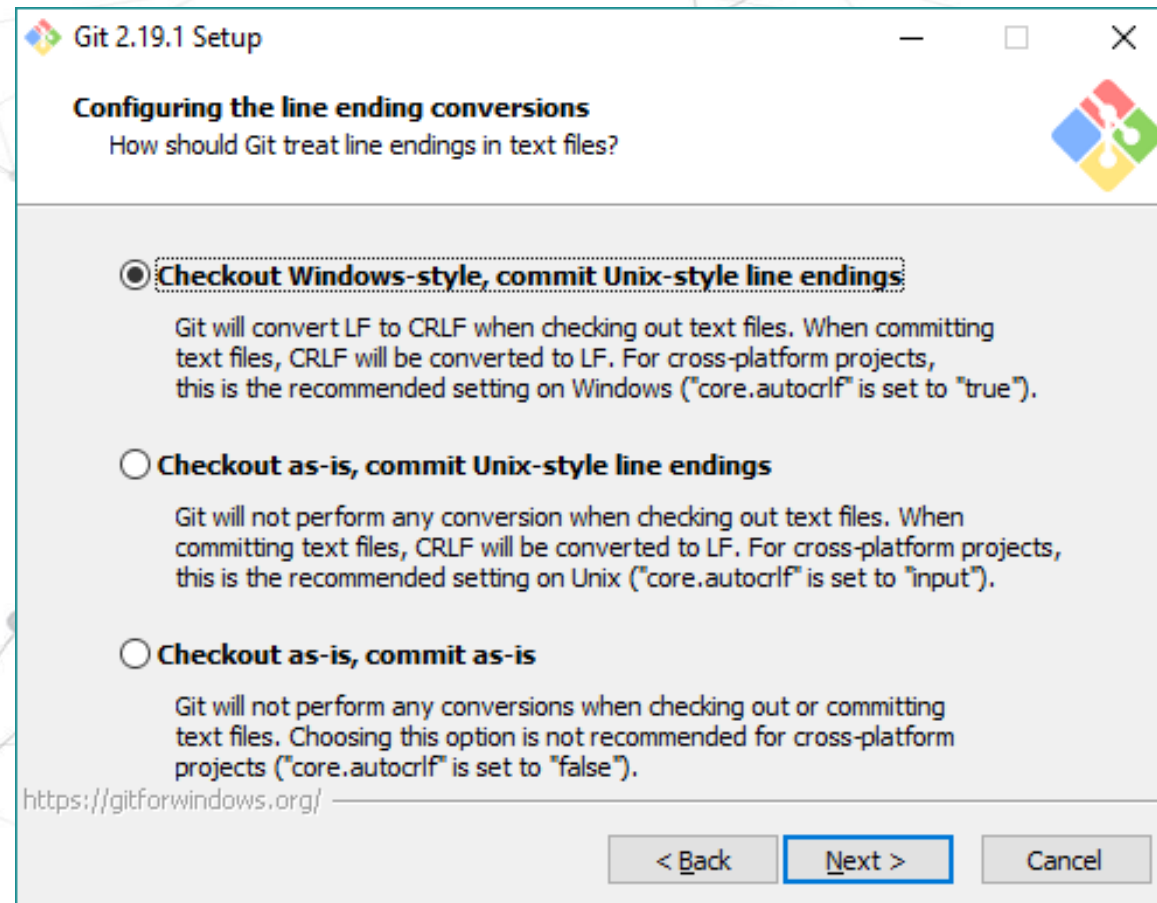 Git 2.19.1 Setup
Configuring the line ending conversions
How should Git treat line endings in text files?
Checkout Windows-style, commit Unix-style line endings
Git will convert LF to CRLF when checking out text files. When committing
text files, CRLF will be converted to LF. For cross-platform projects,
this is the recommended setting on Windows ("core.autocrlf" is set to "true").
Checkout as-is, commit Unix-style line endings
Git will not perform any conversion when checking out text files. When
committing text files, CRLF will be converted to LF. For cross-platform projects,
this is the recommended setting on Unix ("core.autocrlf" is set to "input").
Checkout as-is, commit as-is
Git will not perform any conversions when checking out or committing
text files. Choosing this option is not recommended for cross-platform
projects ("core.autocrlf" is set to "false").
https://gitforwindows.org/
< Back Next > Cancel